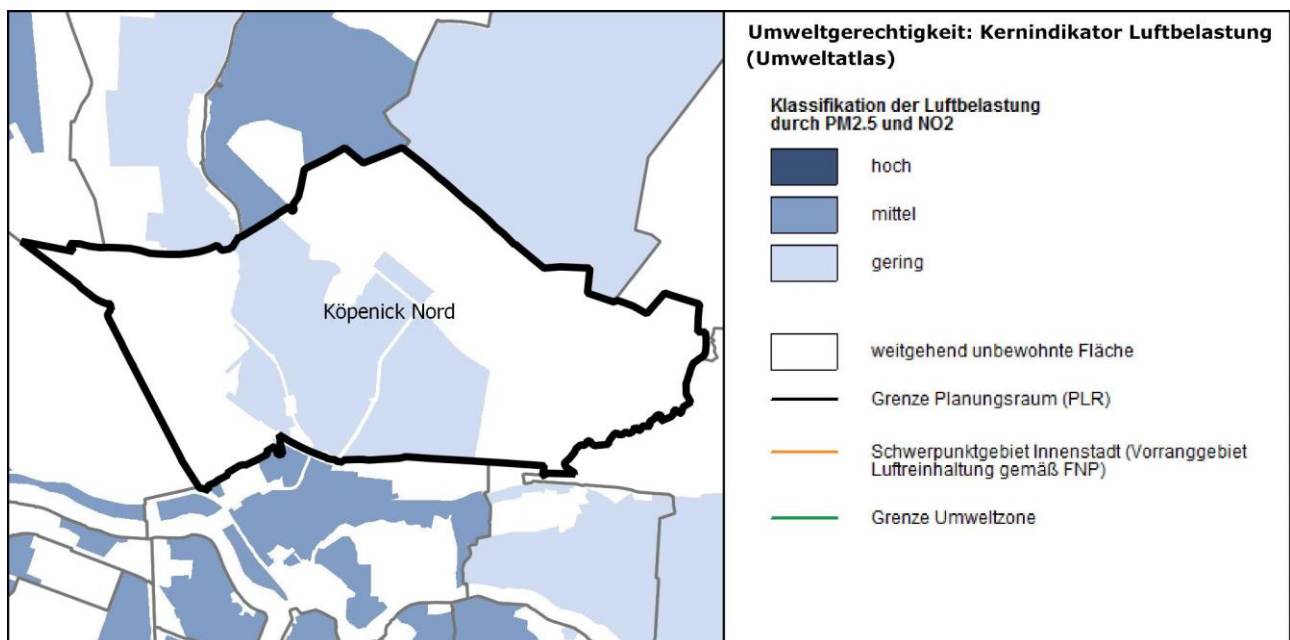 Umweltgerechtigkeit: Kernindikator Luftbelastung
(Umweltatlas)
Klassifikation der Luftbelastung
durch PM2.5 und NO2
hoch
mittel
gering
weitgehend unbewohnte Fläche
Grenze Planungsraum (PLR)
Schwerpunktgebiet Innenstadt (Vorranggebiet
Luftreinhaltung gemäß FNP)
Grenze Umweltzone
Köpenick Nord